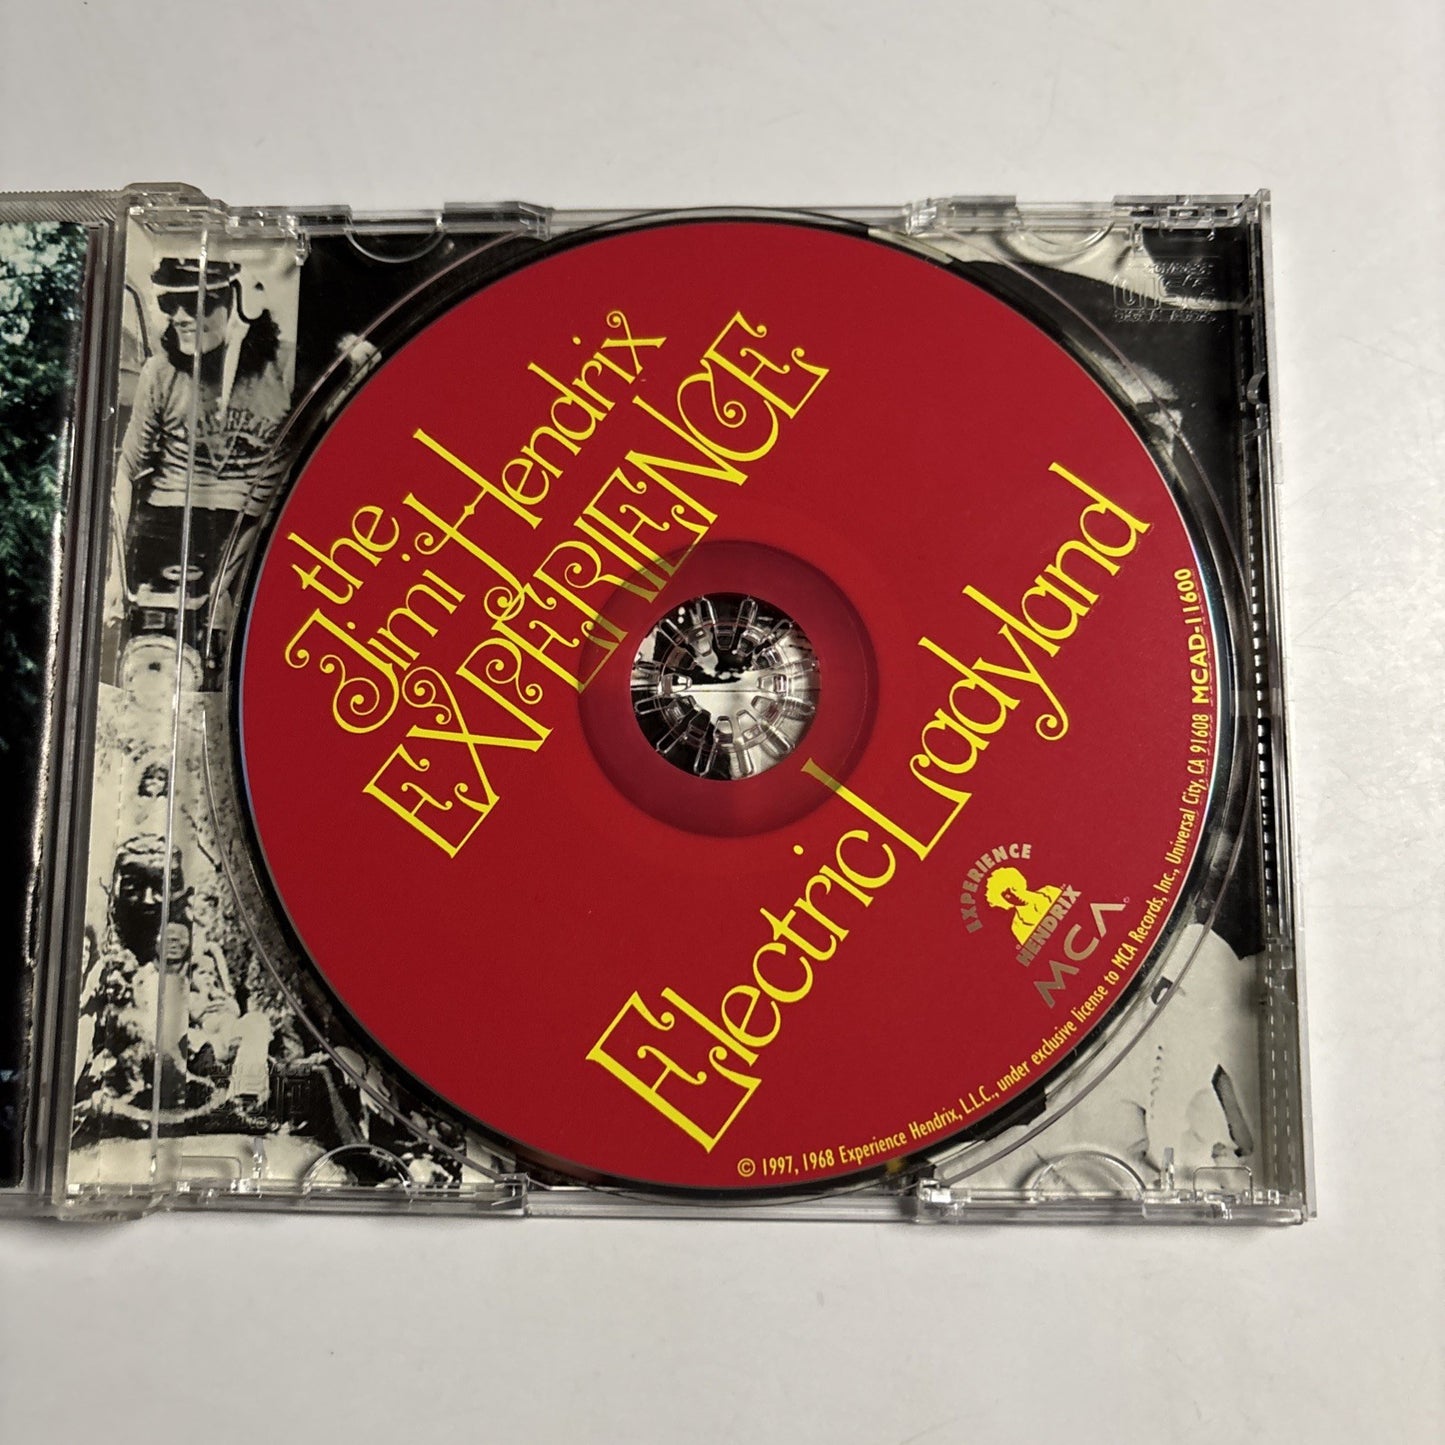 the
Jimi Hendrix
EXPERIENCE
Electric Ladyland
EXPERIENCE
HENDRIX
MCA
© 1997, 1968 Experience Hendrix, L.L.C., under exclusive license to MCA Records, Inc., Universal City, CA 91608 MCAD-11600